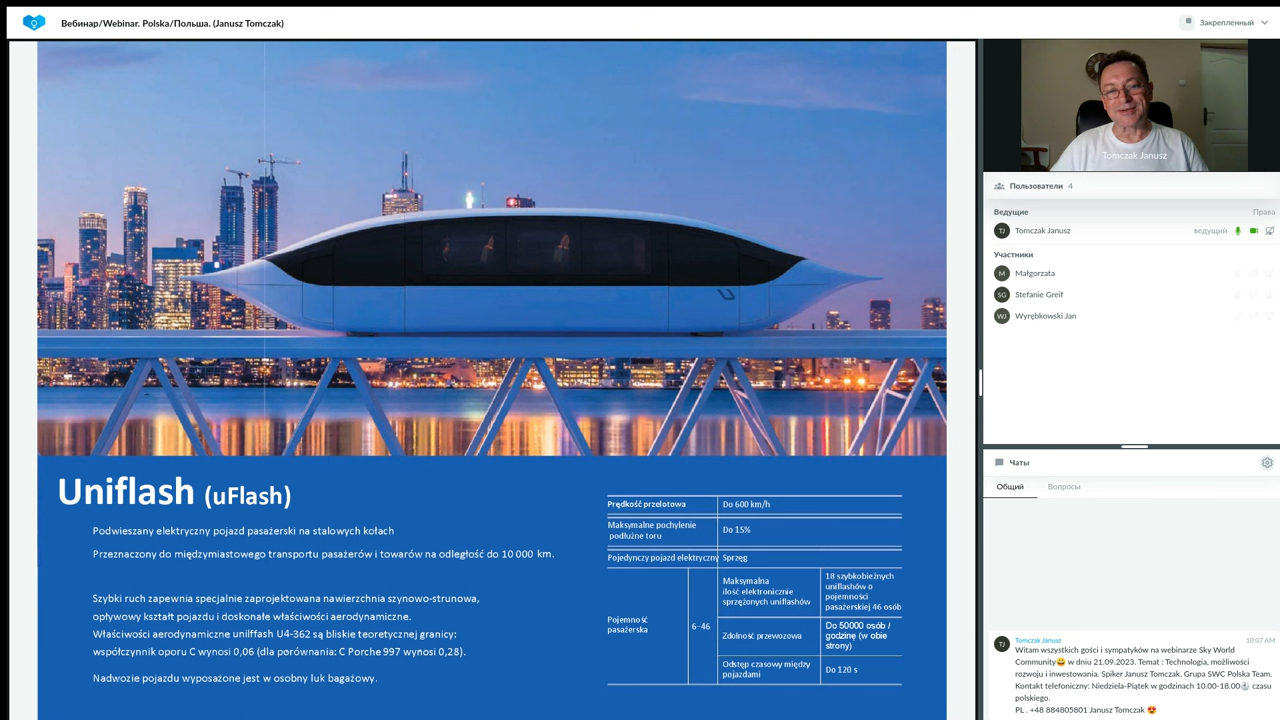 Вебинар/Webinar. Polska/Польша. (Janusz Tomczak)
Закрепленный
Tomczak Janusz
Пользователи 4
Ведущие Права
TJ Tomczak Janusz ведущий
Участники
M Małgorzata
SG Stefanie Greif
WJ Wyrębkowski Jan
Чаты
Общий Вопросы
TJ Tomczak Janusz 10:07 AM
Witam wszystkich gości i sympatyków na webinarze Sky World
Community😀 w dniu 21.09.2023. Temat : Technologia, możliwości
rozwoju i inwestowania. Spiker Janusz Tomczak. Grupa SWC Polska Team.
Kontakt telefoniczny: Niedziela-Piątek w godzinach 10.00-18.00 czasu
polskiego.
PL . +48 884805801 Janusz Tomczak 😍
Uniflash (uFlash)
Podwieszany elektryczny pojazd pasażerski na stalowych kołach
Przeznaczony do międzymiastowego transportu pasażerów i towarów na odległość do 10 000 km.
Szybki ruch zapewnia specjalnie zaprojektowana nawierzchnia szynowo-strunowa,
opływowy kształt pojazdu i doskonałe właściwości aerodynamiczne.
Właściwości aerodynamiczne unilffash U4-362 są bliskie teoretycznej granicy:
współczynnik oporu C wynosi 0,06 (dla porównania: C Porche 997 wynosi 0,28).
Nadwozie pojazdu wyposażone jest w osobny luk bagażowy.
Prędkość przelotowa Do 600 km/h
Maksymalne pochylenie
podłużne toru
Do 15%
Pojedynczy pojazd elektryczny Sprzęg
Pojemność
pasażerska
6–46
Maksymalna
ilość elektronicznie
sprzężonych uniflashów
18 szybkobieżnych
uniflashów o
pojemności
pasażerskiej 46 osób
Zdolność przewozowa
Do 50000 osób /
godzinę (w obie
strony)
Odstęp czasowy między
pojazdami
Do 120 s